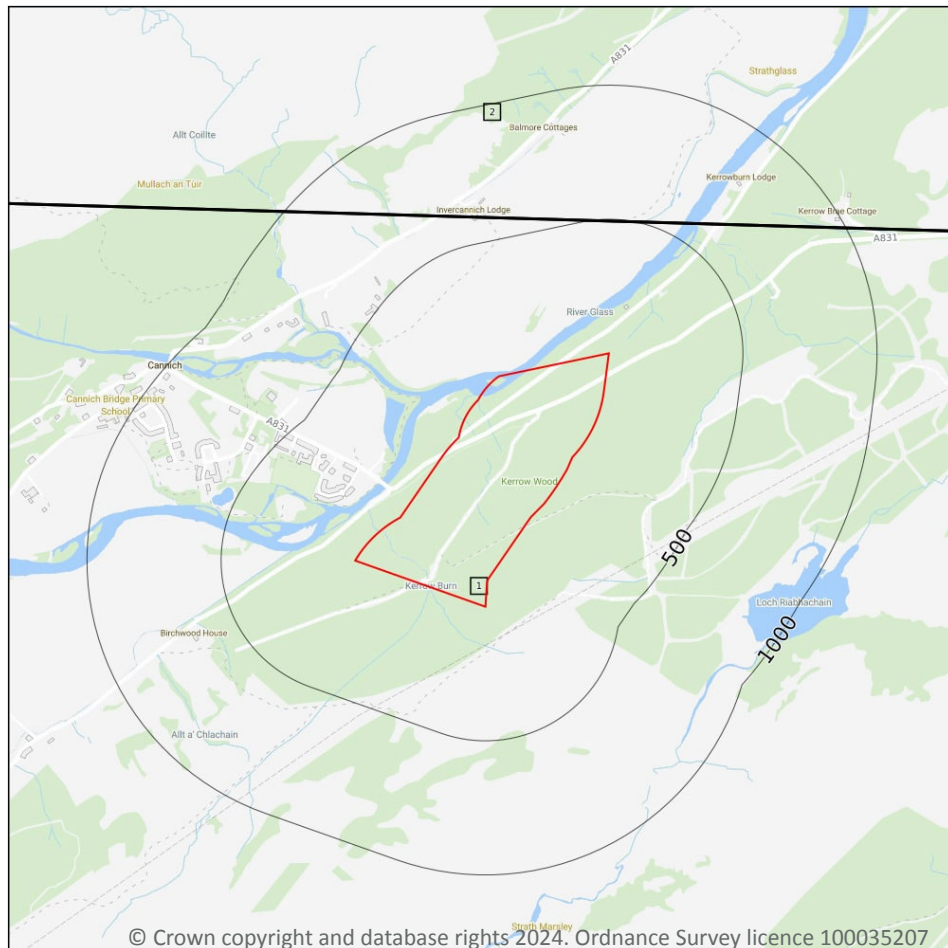 A831
Strathglass
2
Balmore Cottages
Allt Coilte
Mullach an Tuir
Kerrowburn Lodge
Invercannich Lodge
Kerrow Brae Cottage
A831
River Glass
Cannich
Cannich Bridge Primary
School
A831
Kerrow Wood
500
1
Kerrow Burn
Loch Riabhachain
1000
Birchwood House
Allt a' Chlachain
Strath Marsley
© Crown copyright and database rights 2024. Ordnance Survey licence 100035207